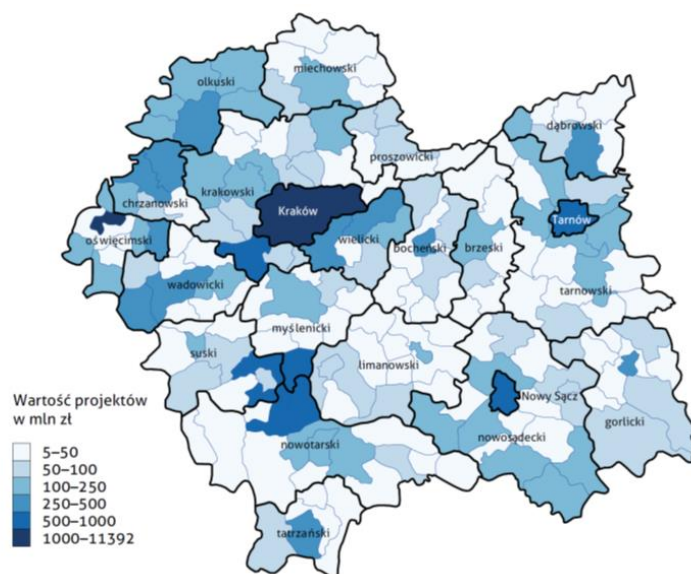 miechowski
olkuski
dąbrowski
proszowicki
krakowski
chrzanowski
Kraków
Tarnów
oświęcimski
wielicki
bocheński
brzeski
wadowicki
tarnowski
myślenicki
suski
limanowski
Nowy Sącz
gorlicki
nowotarski
nowosądecki
tatrzański
Wartość projektów
w mln zł
5–50
50–100
100–250
250–500
500–1000
1000–11392